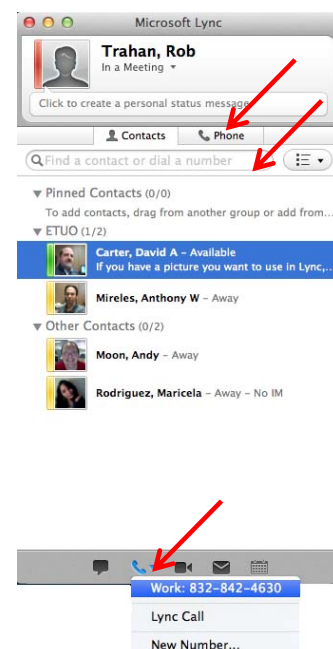 Microsoft Lync
Trahan, Rob
In a Meeting
Click to create a personal status message
Contacts
Phone
Find a contact or dial a number
Pinned Contacts (0/0)
To add contacts, drag from another group or add from...
ETUO (1/2)
Carter, David A – Available
If you have a picture you want to use in Lync,...
Mireles, Anthony W – Away
Other Contacts (0/2)
Moon, Andy – Away
Rodriguez, Maricela – Away – No IM
Work: 832-842-4630
Lync Call
New Number...